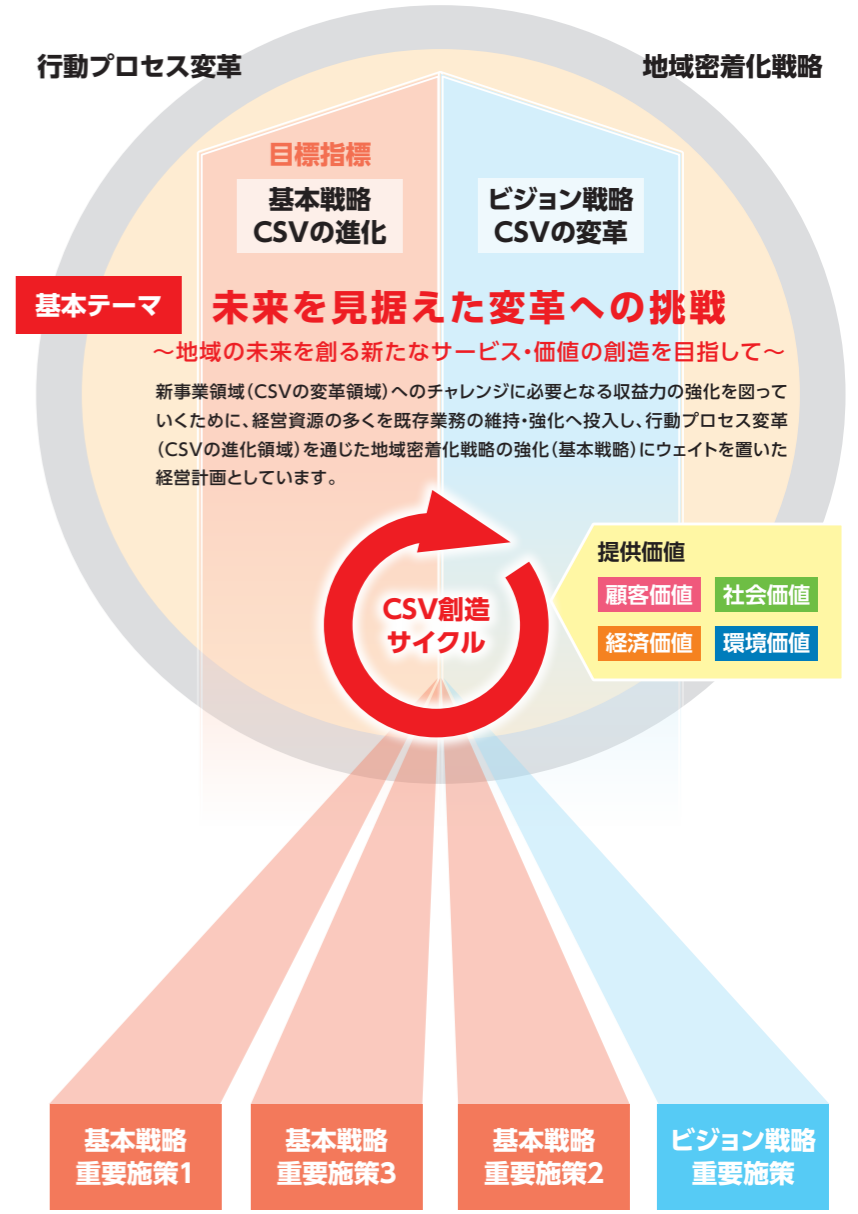 行動プロセス変革
地域密着化戦略
目標指標
基本戦略
CSVの進化
ビジョン戦略
CSVの変革
基本テーマ
未来を見据えた変革への挑戦
～地域の未来を創る新たなサービス・価値の創造を目指して～
新事業領域(CSVの変革領域)へのチャレンジに必要となる収益力の強化を図って
いくために、経営資源の多くを既存業務の維持・強化へ投入し、行動プロセス変革
(CSVの進化領域)を通じた地域密着化戦略の強化(基本戦略)にウェイトを置いた
経営計画としています。
CSV創造
サイクル
提供価値
顧客価値
社会価値
経済価値
環境価値
基本戦略
重要施策1
基本戦略
重要施策3
基本戦略
重要施策2
ビジョン戦略
重要施策